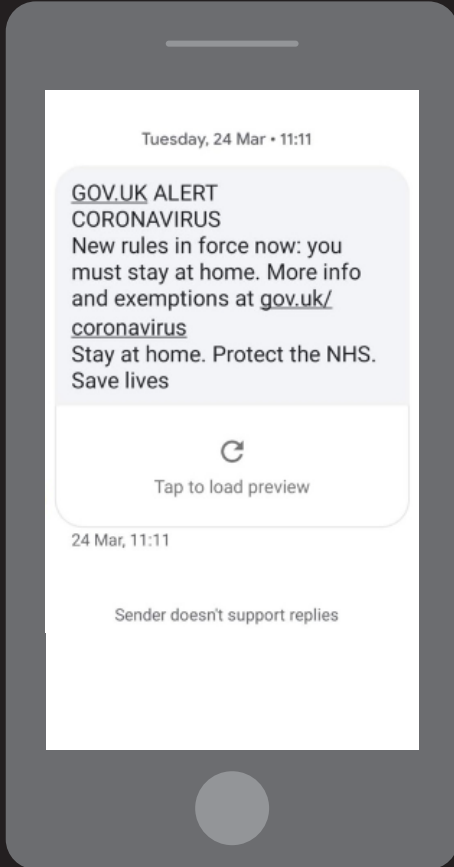 Tuesday, 24 Mar • 11:11
GOV.UK ALERT
CORONAVIRUS
New rules in force now: you
must stay at home. More info
and exemptions at gov.uk/
coronavirus
Stay at home. Protect the NHS.
Save lives
Tap to load preview
24 Mar, 11:11
Sender doesn't support replies